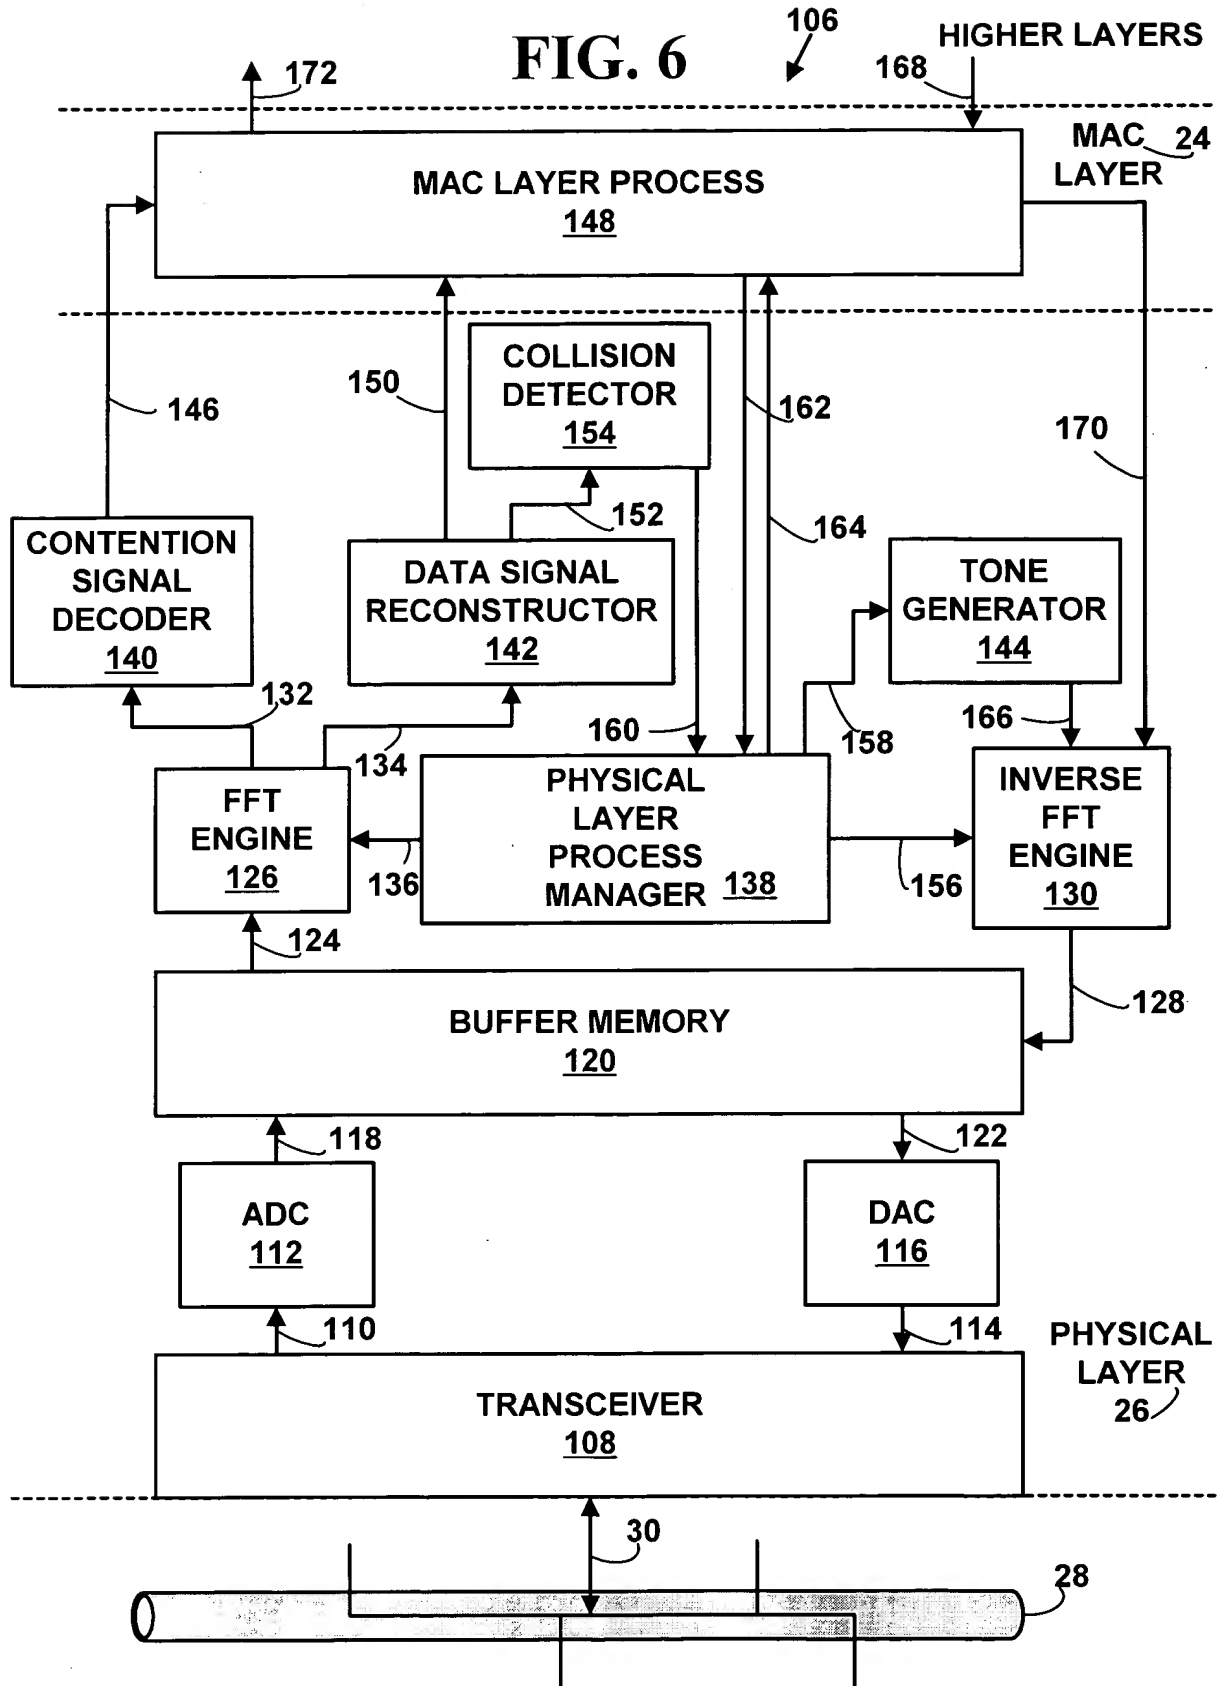 FIG. 6
106
HIGHER LAYERS
172
168
MAC 24
LAYER
MAC LAYER PROCESS
148
COLLISION
DETECTOR
154
150
162
146
170
152
164
CONTENTION
SIGNAL
DECODER
140
DATA SIGNAL
RECONSTRUCTOR
142
TONE
GENERATOR
144
132
134
160
158
166
FFT
ENGINE
126
136
PHYSICAL
LAYER
PROCESS
MANAGER 138
156
INVERSE
FFT
ENGINE
130
124
128
BUFFER MEMORY
120
118
122
ADC
112
DAC
116
110
114
PHYSICAL
LAYER
26
TRANSCEIVER
108
30
28